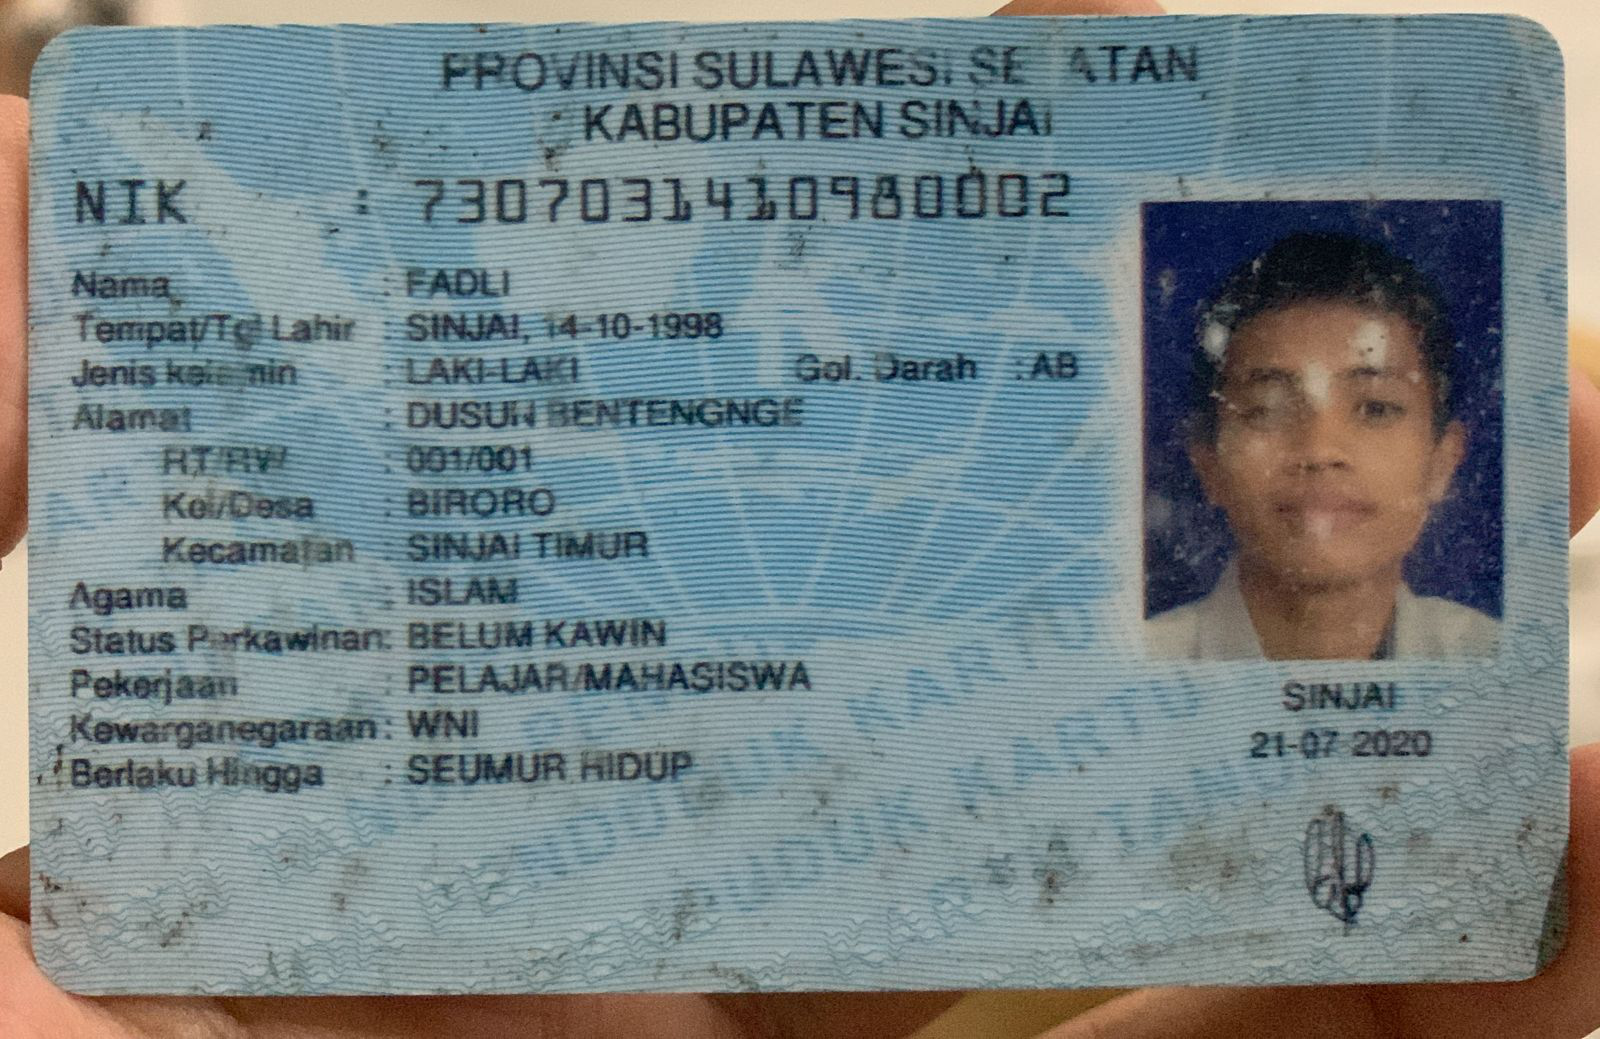 PROVINSI SULAWESI SELATAN
KABUPATEN SINJAI
NIK : 7307031410980002
Nama : FADLI
Tempat/Tgl Lahir : SINJAI, 14-10-1998
Jenis kelamin : LAKI-LAKI Gol. Darah : AB
Alamat : DUSUN BENTENGNGE
RT/RW : 001/001
Kel/Desa : BIRORO
Kecamatan : SINJAI TIMUR
Agama : ISLAM
Status Perkawinan: BELUM KAWIN
Pekerjaan : PELAJAR/MAHASISWA
Kewarganegaraan: WNI
Berlaku Hingga : SEUMUR HIDUP
SINJAI
21-07-2020